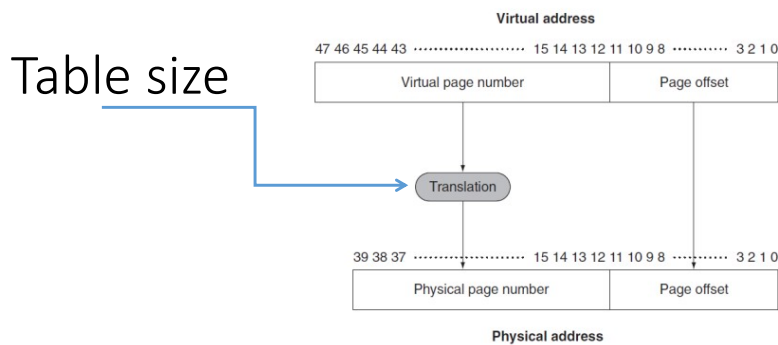 Virtual address
47 46 45 44 43 ························ 15 14 13 12 11 10 9 8 ·········· 3 2 1 0
Table size
Virtual page number Page offset
Translation
39 38 37 ························ 15 14 13 12 11 10 9 8 ·········· 3 2 1 0
Physical page number Page offset
Physical address